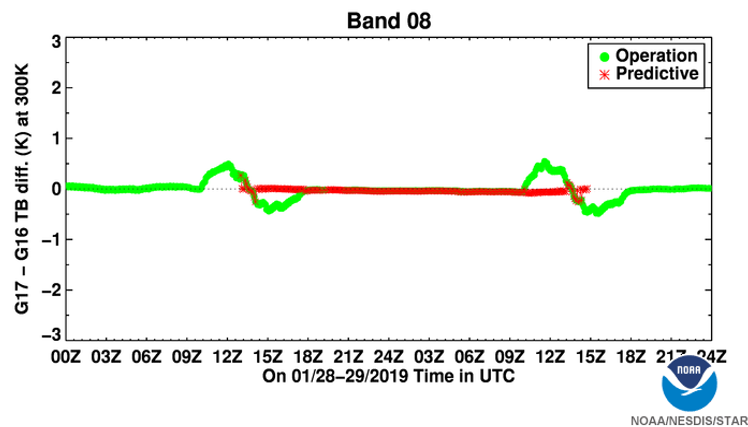 Band 08
G17 − G16 TB diff. (K) at 300K
3
2
1
0
−1
−2
−3
Operation
Predictive
00Z 03Z 06Z 09Z 12Z 15Z 18Z 21Z 24Z 03Z 06Z 09Z 12Z 15Z 18Z 21Z 24Z
On 01/28−29/2019 Time in UTC
NOAA
NOAA/NESDIS/STAR